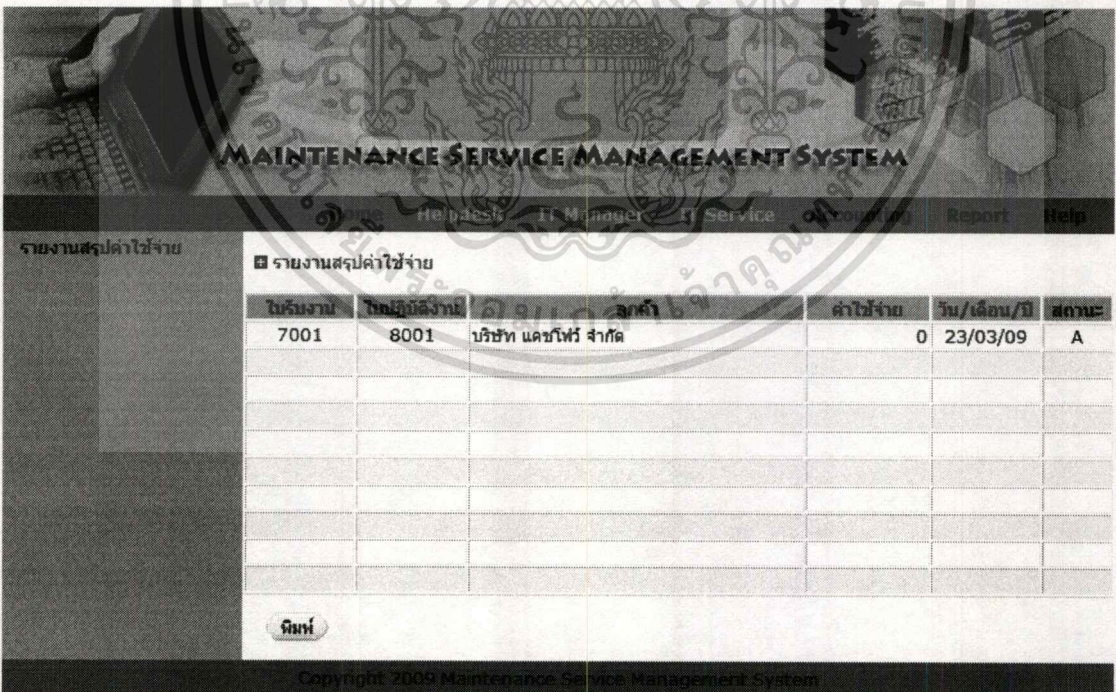 MAINTENANCE SERVICE MANAGEMENT SYSTEM
Home Helpdesk IT Manager IT Service Accounting Report Help
รายงานสรุปค่าใช้จ่าย
รายงานสรุปค่าใช้จ่าย
ใบรับงาน ใบปฏิบัติงาน ลูกค้า ค่าใช้จ่าย วัน/เดือน/ปี สถานะ
7001 8001 บริษัท แคชโฟว์ จำกัด 0 23/03/09 A
พิมพ์
Copyright 2009 Maintenance Service Management System